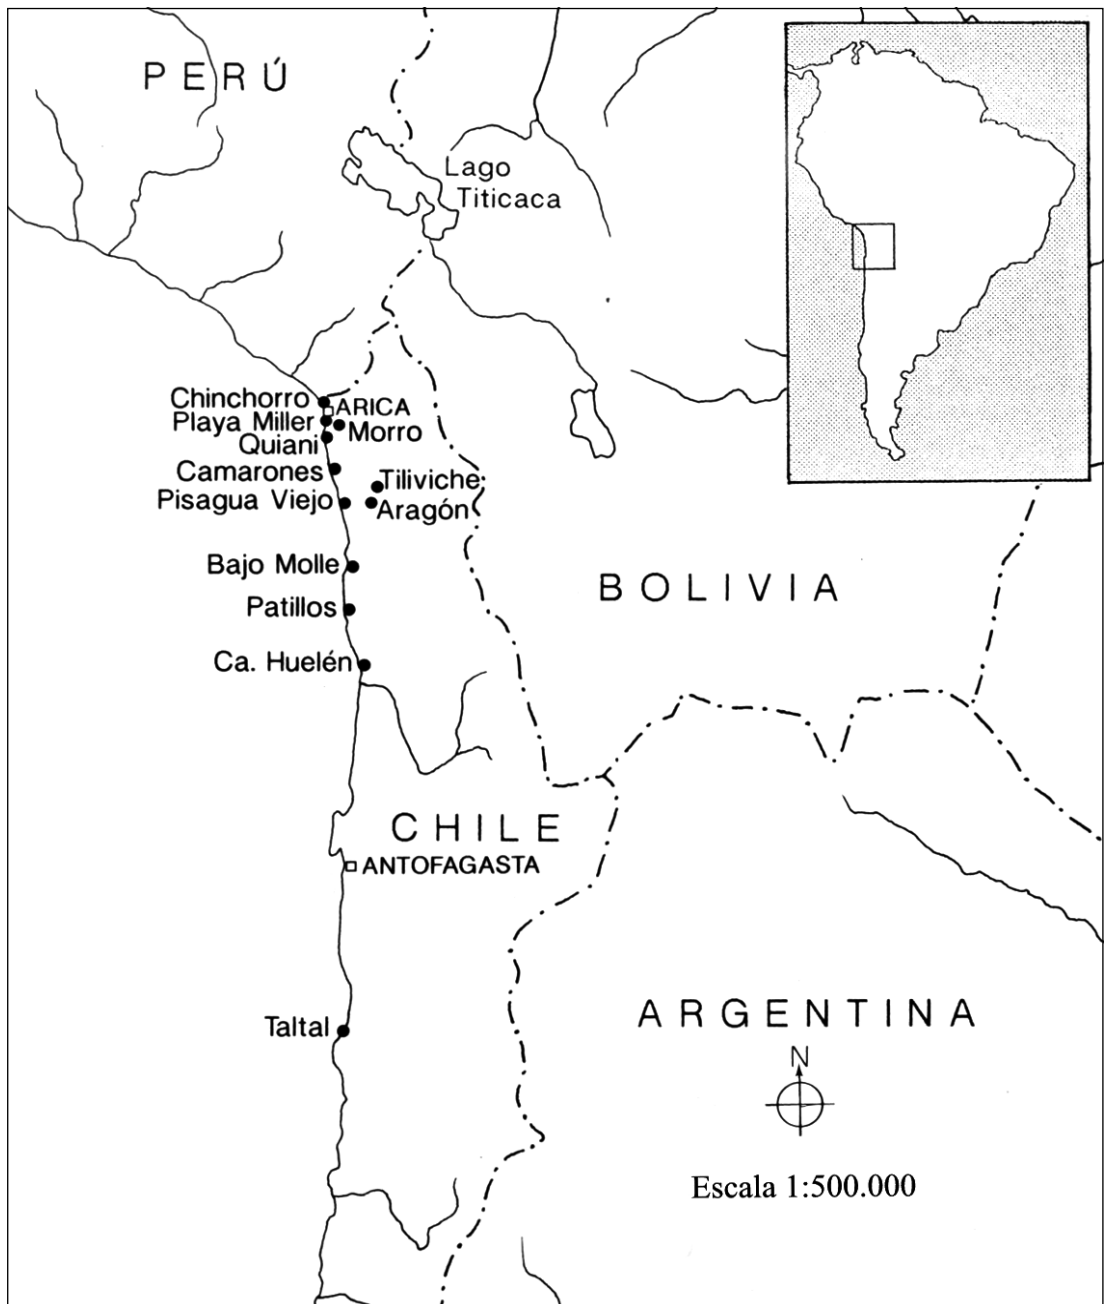 PERÚ
Lago
Titicaca
Chinchorro
ARICA
Playa Miller
Morro
Quiani
Camarones
Tiliviche
Pisagua Viejo
Aragón
Bajo Molle
BOLIVIA
Patillos
Ca. Huelén
CHILE
ANTOFAGASTA
ARGENTINA
Taltal
N
Escala 1:500.000